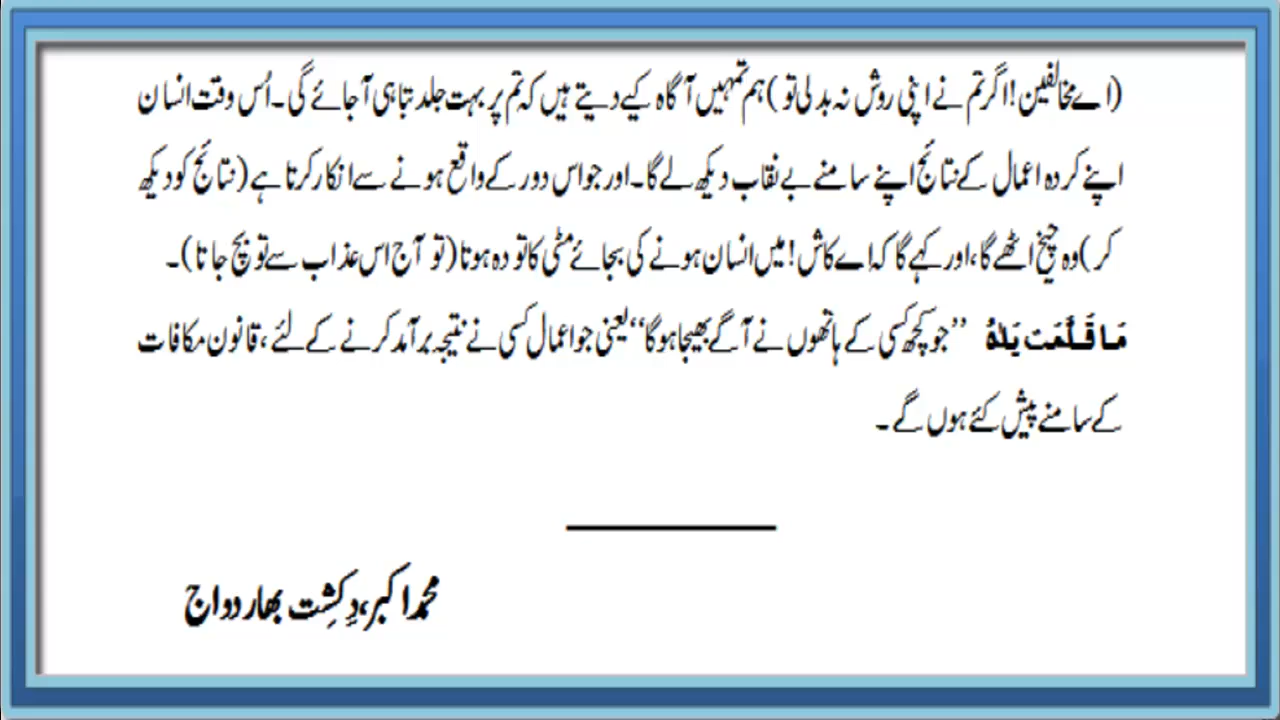 (اے مخالفین! اگر تم نے اپنی روش نہ بدلی تو) ہم تمہیں آگاہ کیے دیتے ہیں کہ تم پر بہت جلد تباہی آ جائے گی۔ اُس وقت انسان
اپنے کردہ اعمال کے نتائج اپنے سامنے بے نقاب دیکھ لے گا۔ اور جو اس دور کے واقع ہونے سے انکار کرتا ہے (نتائج کو دیکھ
کر) وہ چیخ اٹھے گا، اور کہے گا کہ اے کاش! میں انسان ہونے کی بجائے مٹی کا تودہ ہوتا (تو آج اس عذاب سے تو بچ جاتا)۔
مَا قَدَّمَت یَدٰہُ ’’جو کچھ کسی کے ہاتھوں نے آگے بھیجا ہوگا‘‘ یعنی جو اعمال کسی نے نتیجہ برآمد کرنے کے لئے، قانون مکافات
کے سامنے پیش کئے ہوں گے۔
محمد اکبر، دِکشِت بھاردواج